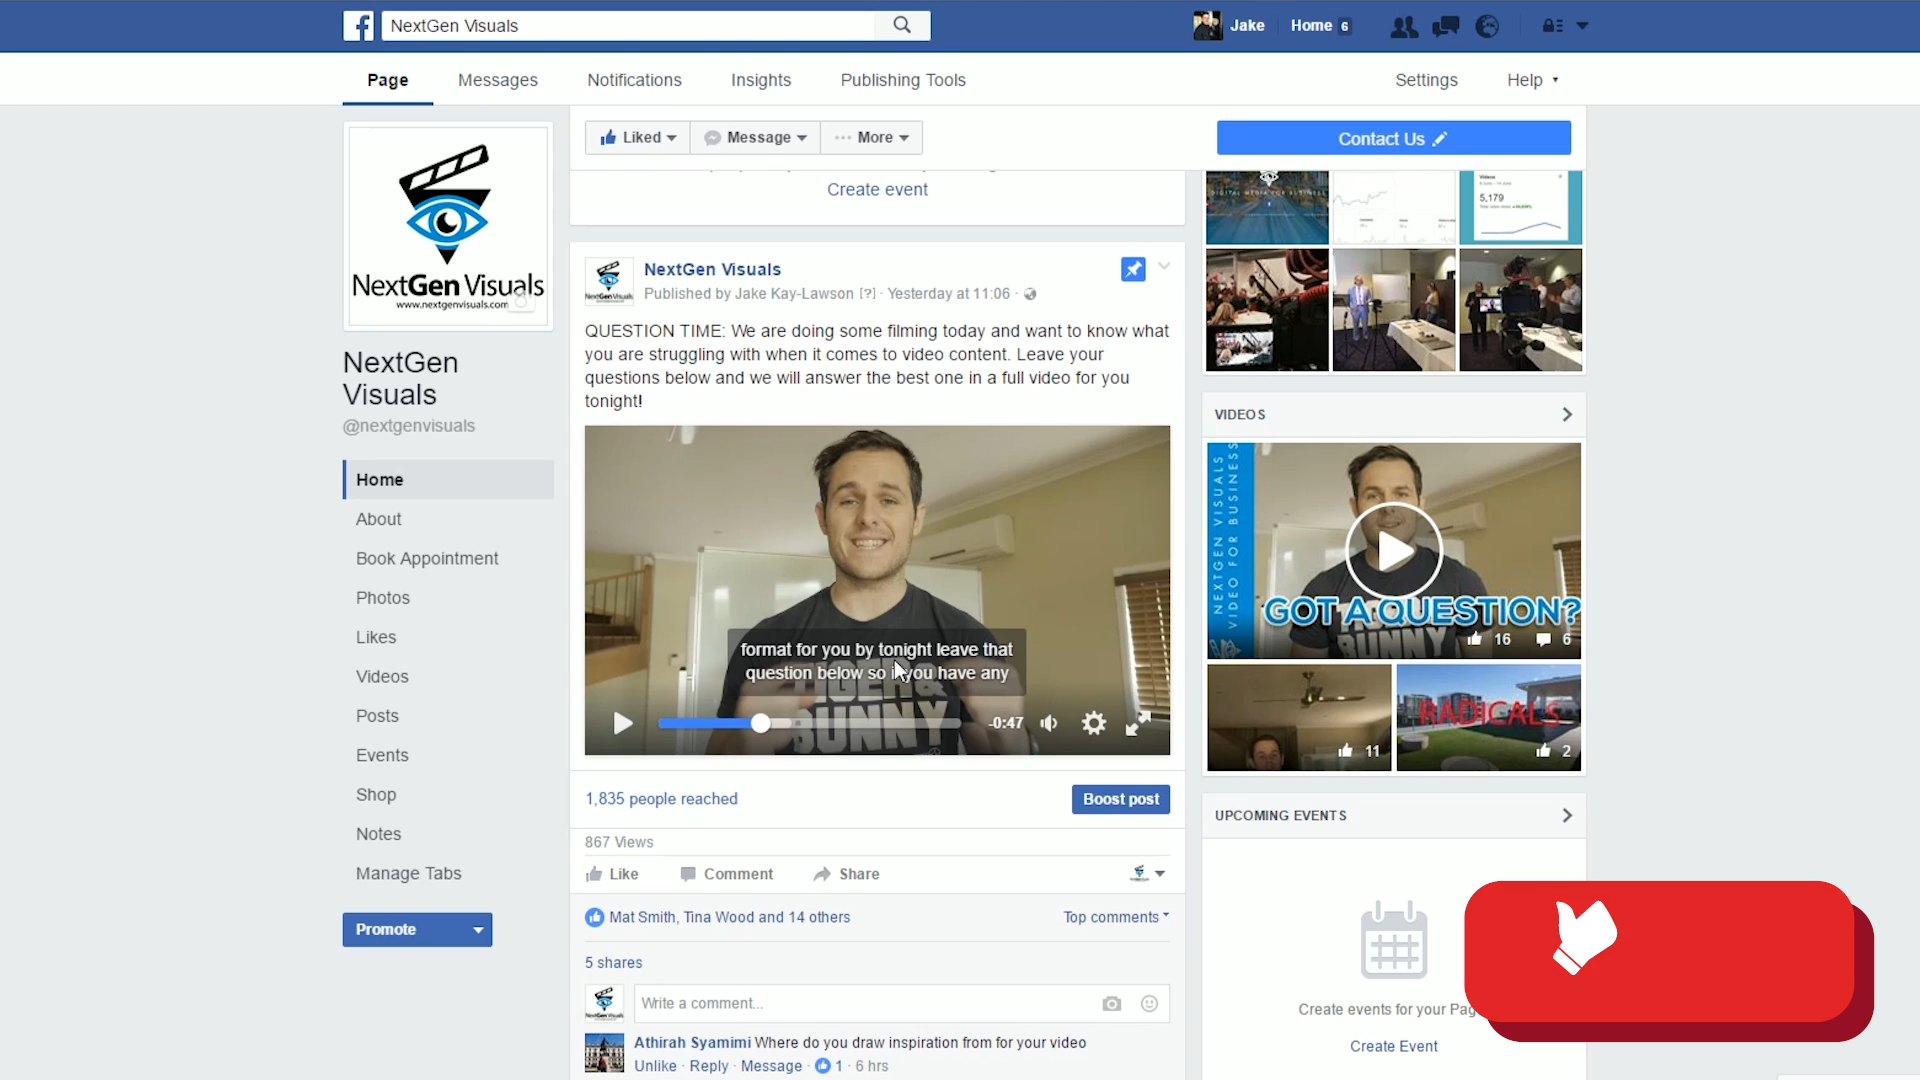 NextGen Visuals
Jake
Home 6
Page
Messages
Notifications
Insights
Publishing Tools
Settings
Help
Liked
Message
More
Contact Us
Create event
NextGen Visuals
www.nextgenvisuals.com
NextGen
Visuals
@nextgenvisuals
Home
About
Book Appointment
Photos
Likes
Videos
Posts
Events
Shop
Notes
Manage Tabs
Promote
NextGen Visuals
Published by Jake Kay-Lawson [?] · Yesterday at 11:06 ·
QUESTION TIME: We are doing some filming today and want to know what
you are struggling with when it comes to video content. Leave your
questions below and we will answer the best one in a full video for you
tonight!
format for you by tonight leave that
question below so if you have any
BUNNY
-0:47
1,835 people reached
Boost post
867 Views
Like
Comment
Share
Mat Smith, Tina Wood and 14 others
Top comments
5 shares
Write a comment...
Athirah Syamimi Where do you draw inspiration from for your video
Unlike · Reply · Message · 1 · 6 hrs
DIGITAL MEDIA FOR BUSINESS
Videos
5,179
VIDEOS
NEXTGEN VISUALS
VIDEO FOR BUSINESS
GOT A QUESTION?
BUNNY
16
6
11
RADICALS
2
UPCOMING EVENTS
Create events for your Pag
Create Event